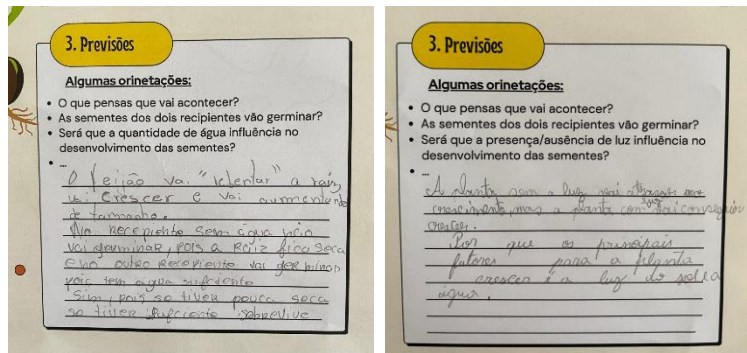 3. Previsões
Algumas orinetações:
• O que pensas que vai acontecer?
• As sementes dos dois recipientes vão germinar?
• Será que a quantidade de água influência no
desenvolvimento das sementes?
• ...
O feijão vai "rebentar" a raiz
vai crescer e vai aumentando
de tamanho.
No recepiente sem água não
vai germinar, pois a Raiz fica seca
e no outro Recepiente vai germinar
pois tem água suficiente
Sim, pois se tiver pouca seca
se tiver suficiente sobrevive
3. Previsões
Algumas orinetações:
• O que pensas que vai acontecer?
• As sementes dos dois recipientes vão germinar?
• Será que a presença/ausência de luz influência no
desenvolvimento das sementes?
• ...
A planta sem a luz vai atrasar seu
crescimento, mas a planta com luz vai conseguir
crescer.
Por que os principais
fatores para a planta
crescer é a luz do sol e a
água.